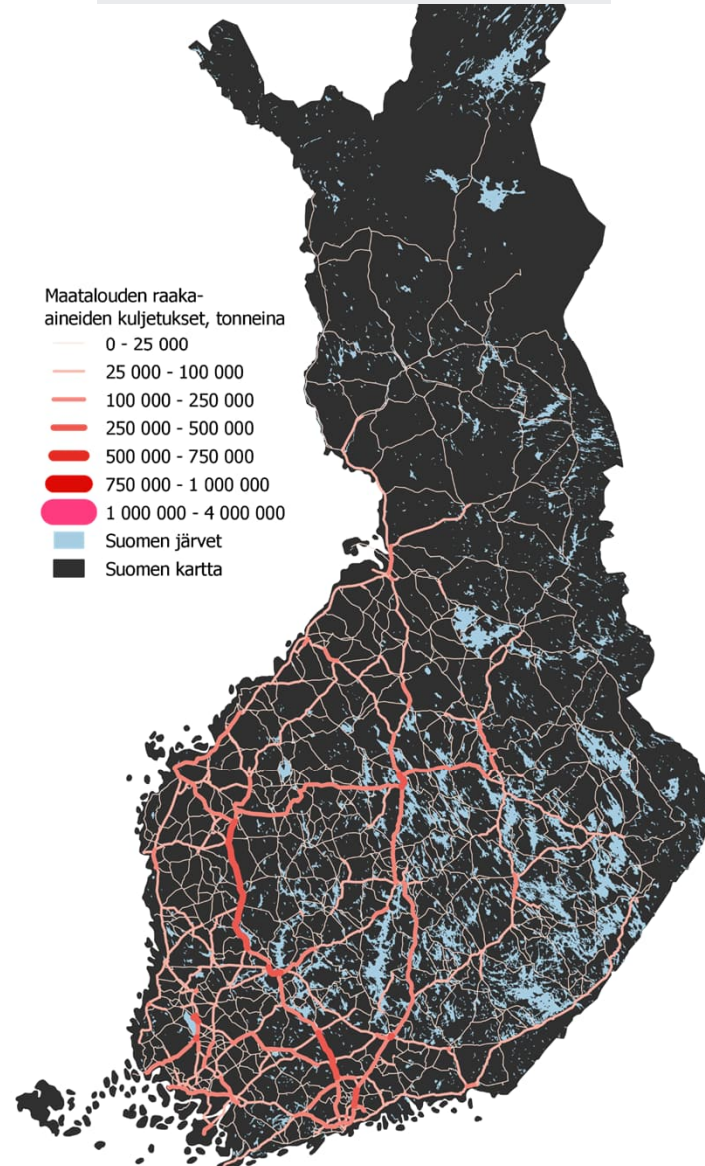 Maatalouden raaka-
aineiden kuljetukset, tonneina
0 - 25 000
25 000 - 100 000
100 000 - 250 000
250 000 - 500 000
500 000 - 750 000
750 000 - 1 000 000
1 000 000 - 4 000 000
Suomen järvet
Suomen kartta